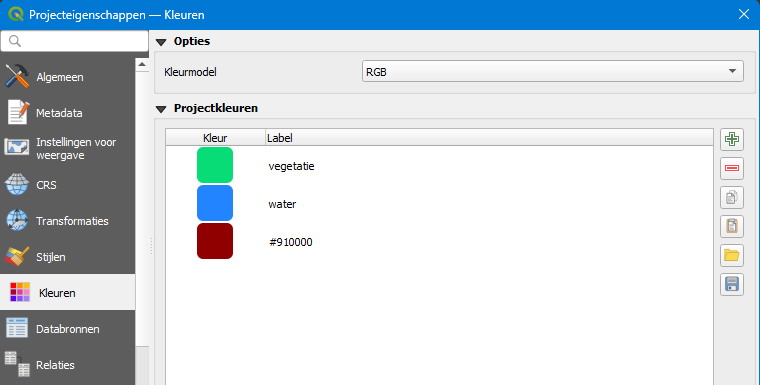 Projecteigenschappen — Kleuren
Algemeen
Metadata
Instellingen voor
weergave
CRS
Transformaties
Stijlen
Kleuren
Databronnen
Relaties
Opties
Kleurmodel
RGB
Projectkleuren
Kleur Label
vegetatie
water
#910000